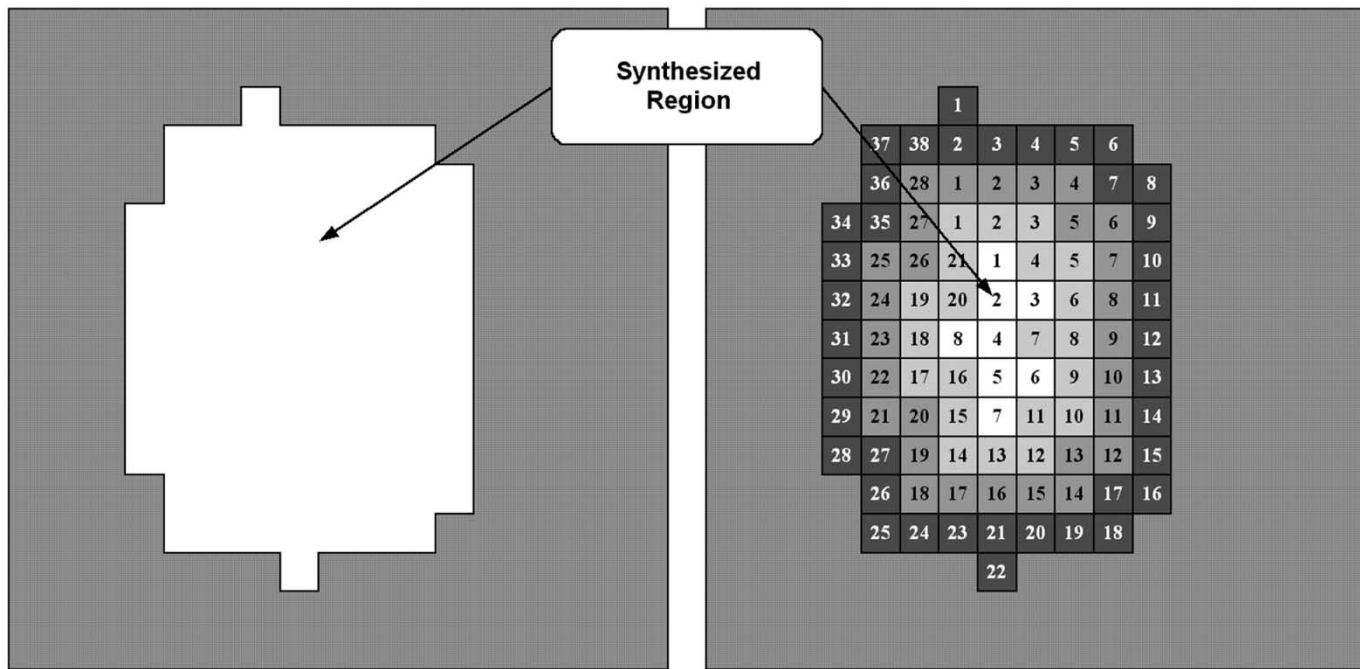 Synthesized
Region
1
37 38 2 3 4 5 6
36 28 1 2 3 4 7 8
34 35 27 1 2 3 5 6 9
33 25 26 21 1 4 5 7 10
32 24 19 20 2 3 6 8 11
31 23 18 8 4 7 8 9 12
30 22 17 16 5 6 9 10 13
29 21 20 15 7 11 10 11 14
28 27 19 14 13 12 13 12 15
26 18 17 16 15 14 17 16
25 24 23 21 20 19 18
22